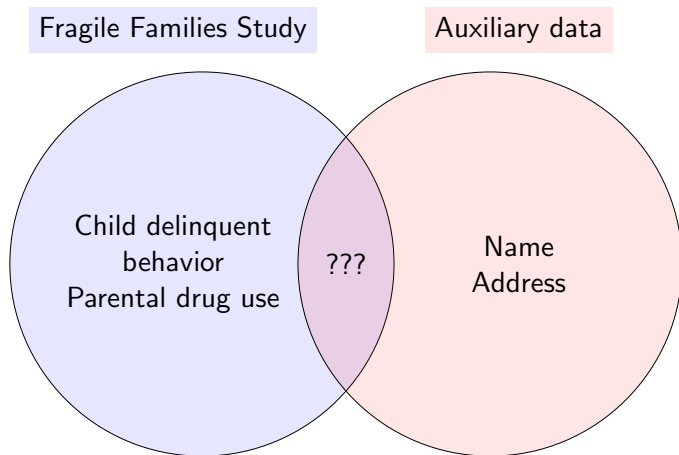 Fragile Families Study
Auxiliary data
Child delinquent
behavior
Parental drug use
???
Name
Address